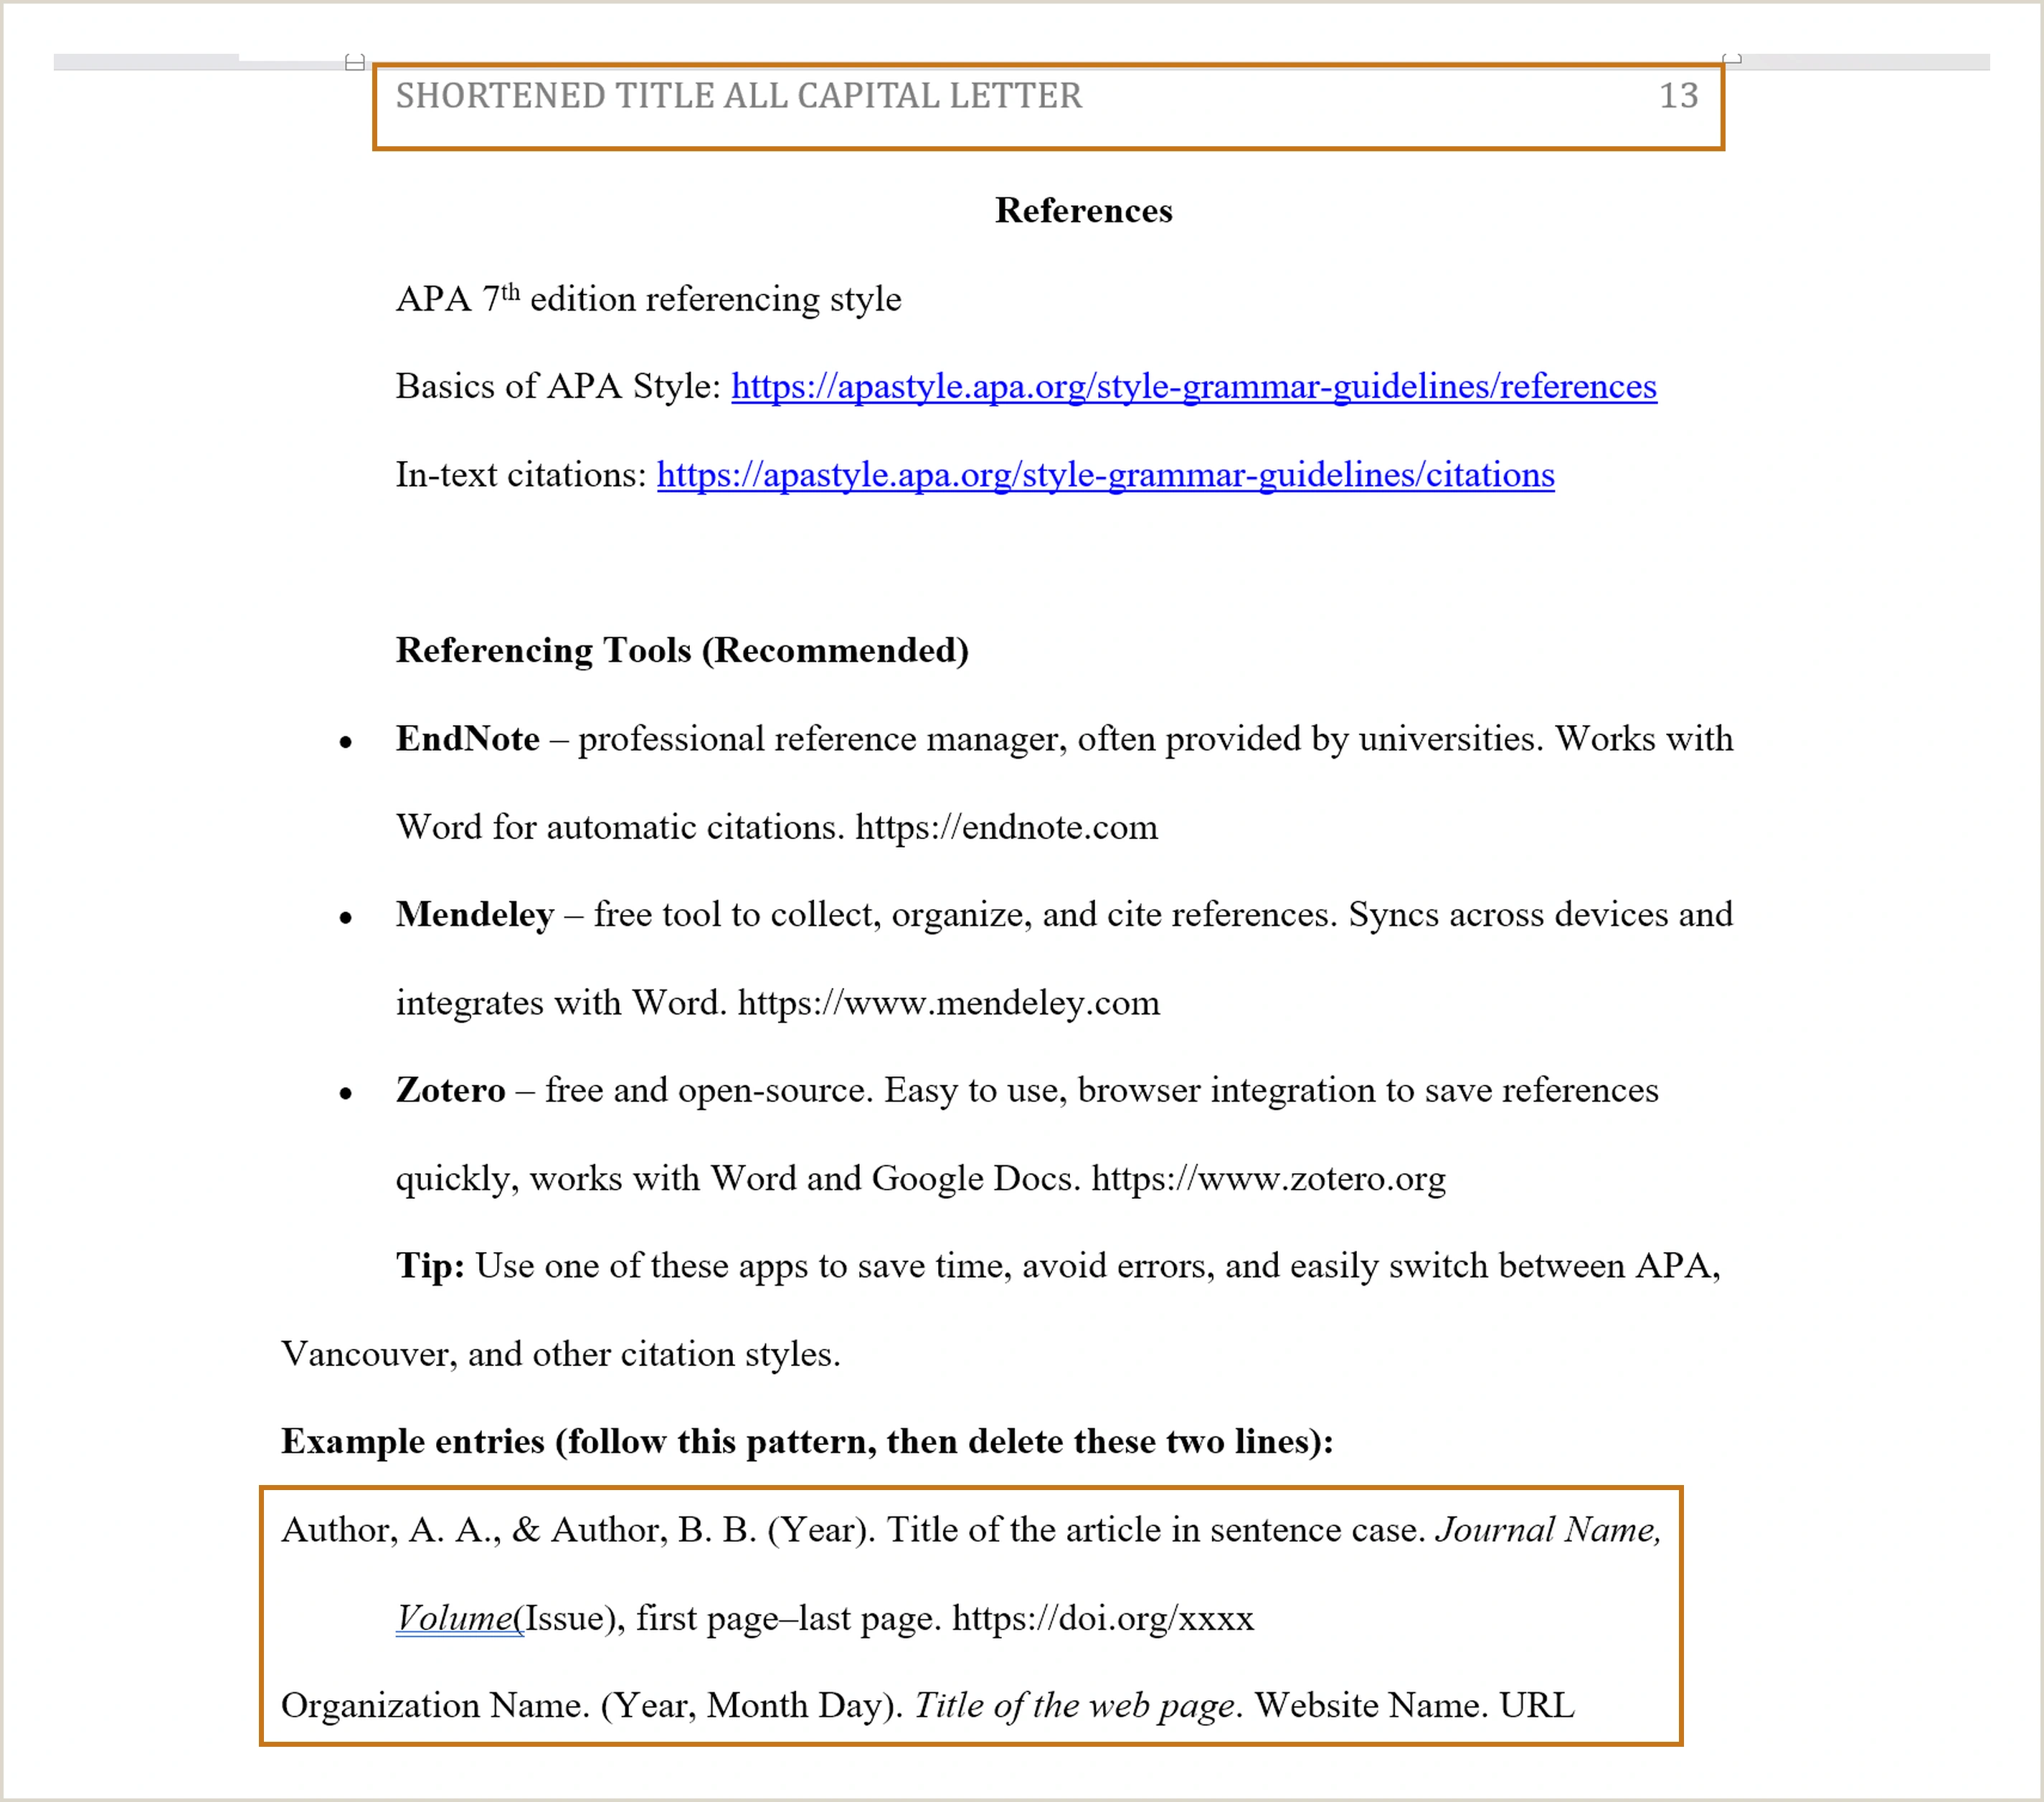 SHORTENED TITLE ALL CAPITAL LETTER 13
References
APA 7th edition referencing style
Basics of APA Style: https://apastyle.apa.org/style-grammar-guidelines/references
In-text citations: https://apastyle.apa.org/style-grammar-guidelines/citations
Referencing Tools (Recommended)
• EndNote – professional reference manager, often provided by universities. Works with
Word for automatic citations. https://endnote.com
• Mendeley – free tool to collect, organize, and cite references. Syncs across devices and
integrates with Word. https://www.mendeley.com
• Zotero – free and open-source. Easy to use, browser integration to save references
quickly, works with Word and Google Docs. https://www.zotero.org
Tip: Use one of these apps to save time, avoid errors, and easily switch between APA,
Vancouver, and other citation styles.
Example entries (follow this pattern, then delete these two lines):
Author, A. A., & Author, B. B. (Year). Title of the article in sentence case. Journal Name,
Volume(Issue), first page–last page. https://doi.org/xxxx
Organization Name. (Year, Month Day). Title of the web page. Website Name. URL